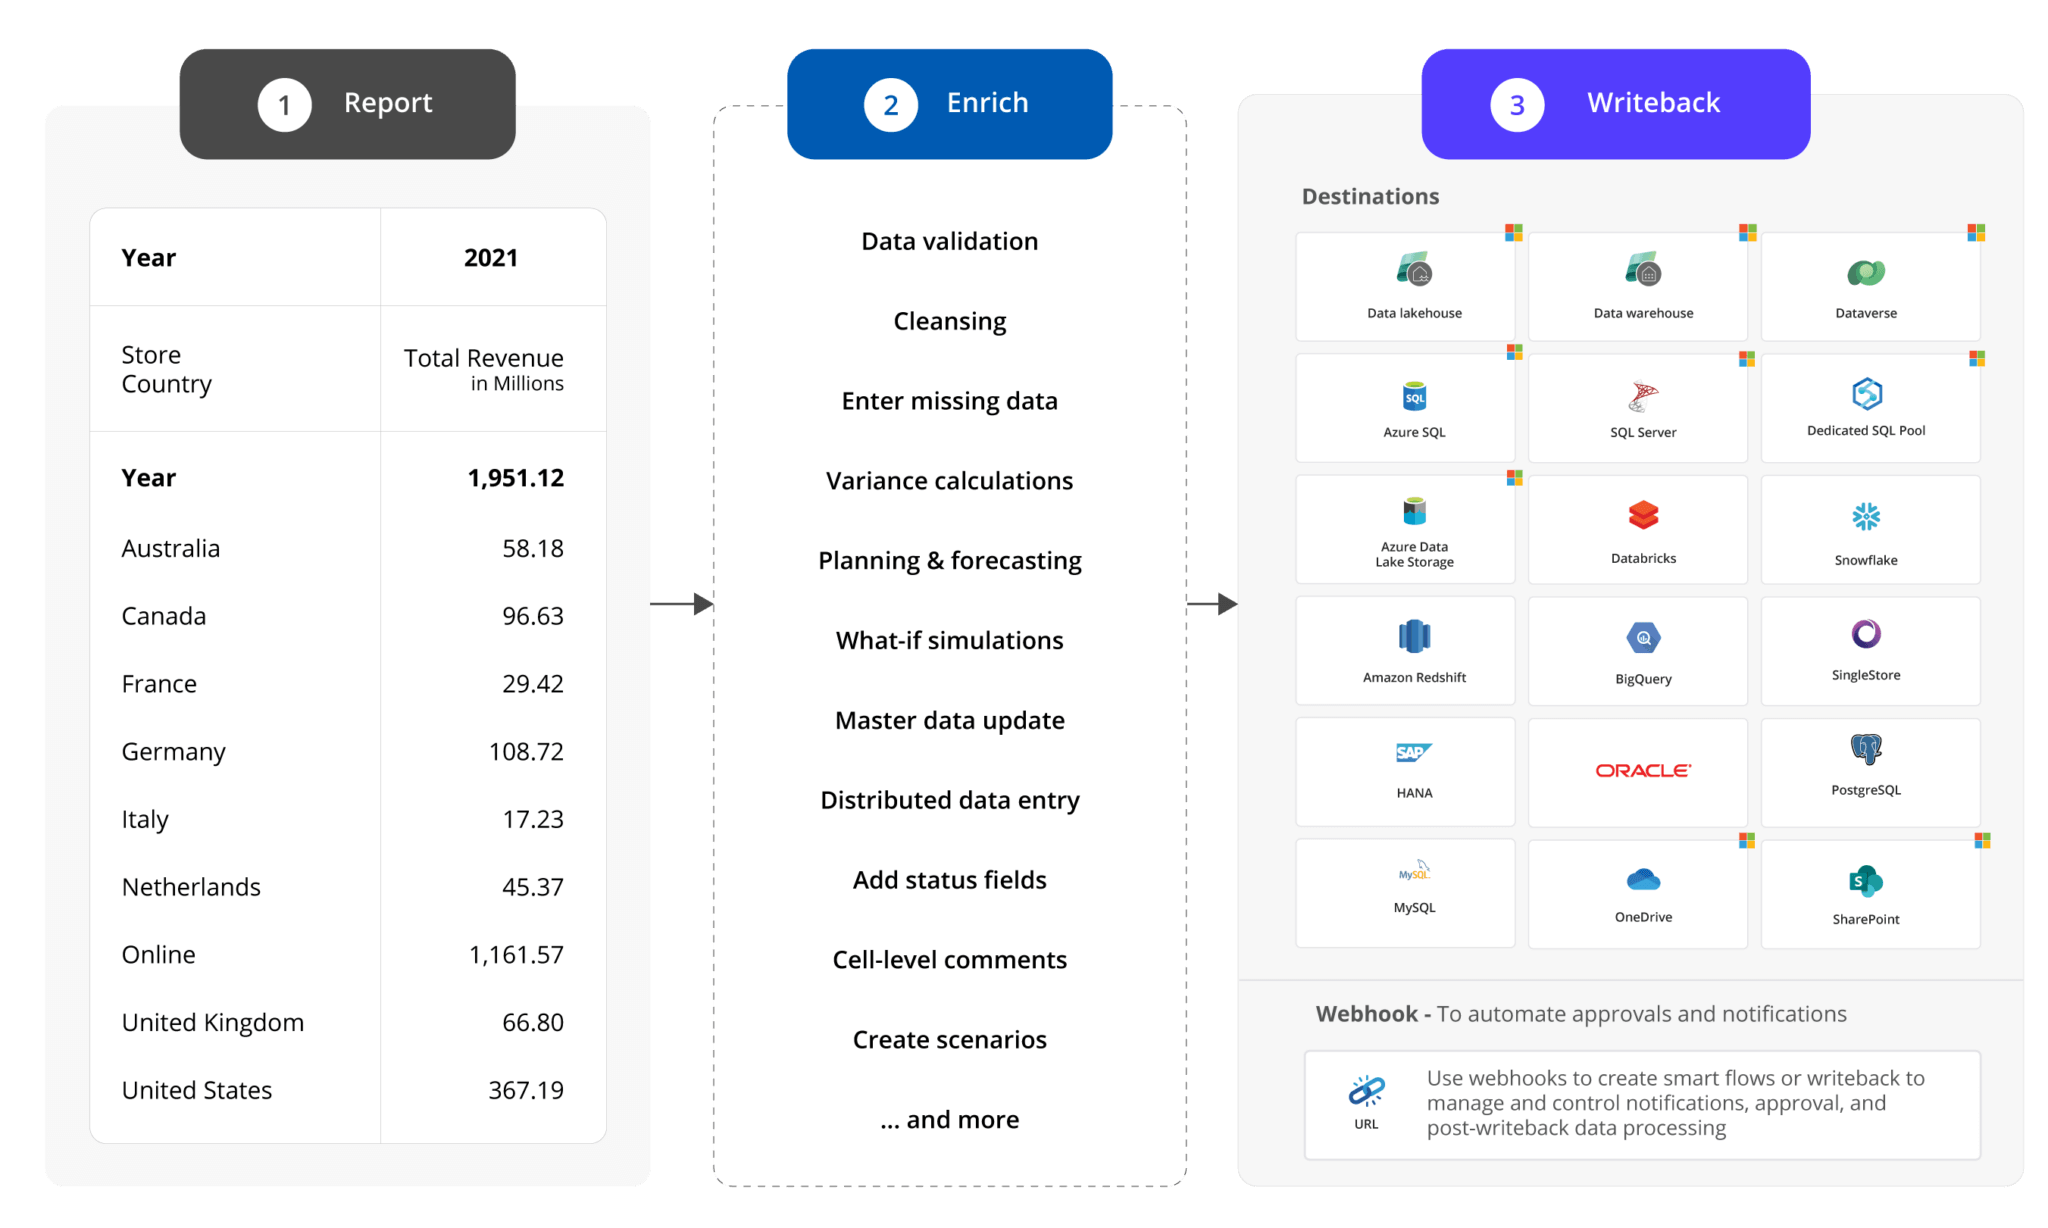 1 Report
Year 2021
Store
Country
Total Revenue
in Millions
Year 1,951.12
Australia 58.18
Canada 96.63
France 29.42
Germany 108.72
Italy 17.23
Netherlands 45.37
Online 1,161.57
United Kingdom 66.80
United States 367.19
2 Enrich
Data validation
Cleansing
Enter missing data
Variance calculations
Planning & forecasting
What-if simulations
Master data update
Distributed data entry
Add status fields
Cell-level comments
Create scenarios
... and more
3 Writeback
Destinations
Data lakehouse
Data warehouse
Dataverse
SQL
Azure SQL
SQL Server
Dedicated SQL Pool
Azure Data
Lake Storage
Databricks
Snowflake
Amazon Redshift
BigQuery
SingleStore
SAP
HANA
ORACLE
PostgreSQL
MySQL
MySQL
OneDrive
S
SharePoint
Webhook - To automate approvals and notifications
URL
Use webhooks to create smart flows or writeback to
manage and control notifications, approval, and
post-writeback data processing